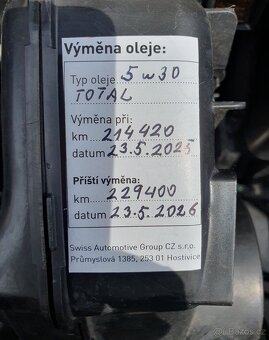 Výměna oleje:
Typ oleje 5w30
TOTAL
Výměna při:
km 214420
datum 23.5.2025
Příští výměna:
km 229400
datum 23.5.2026
Swiss Automotive Group CZ s.r.o.
Průmyslová 1385, 253 01 Hostivice